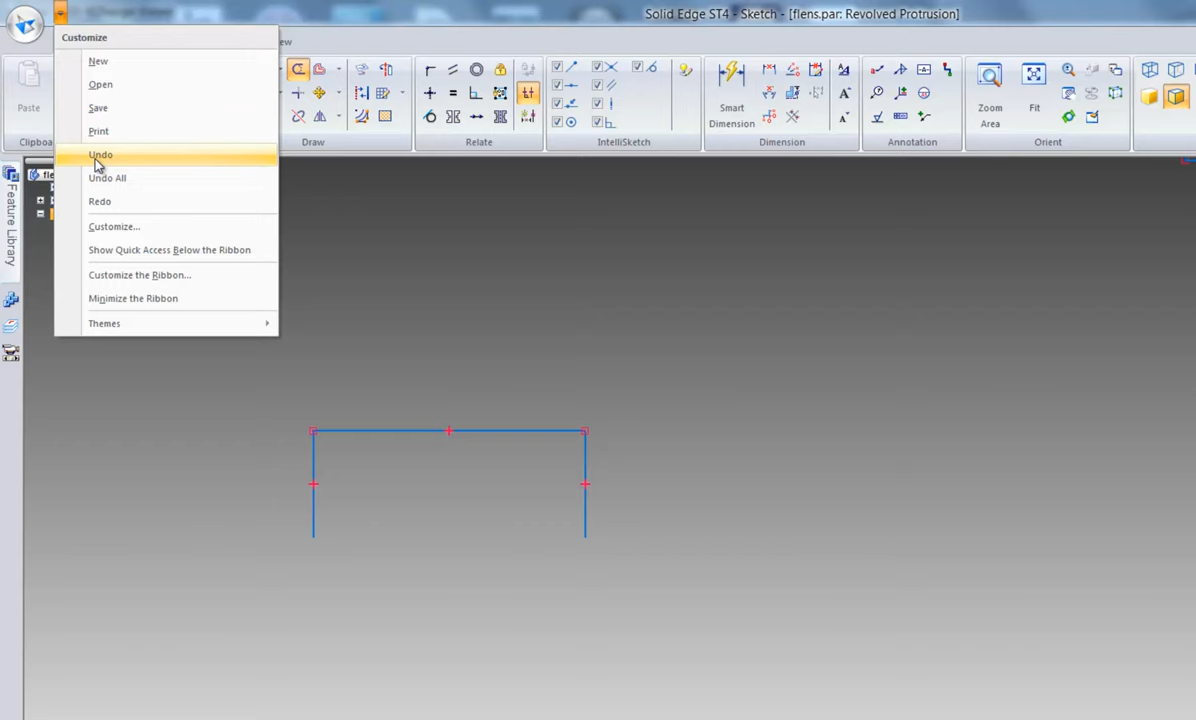 Solid Edge ST4 - Sketch - [flens.par: Revolved Protrusion]
Customize
New
Open
Save
Print
Undo
Undo All
Redo
Customize...
Show Quick Access Below the Ribbon
Customize the Ribbon...
Minimize the Ribbon
Themes
Paste
Smart
Dimension
Zoom
Area
Fit
Draw
Relate
IntelliSketch
Dimension
Annotation
Orient
Feature Library